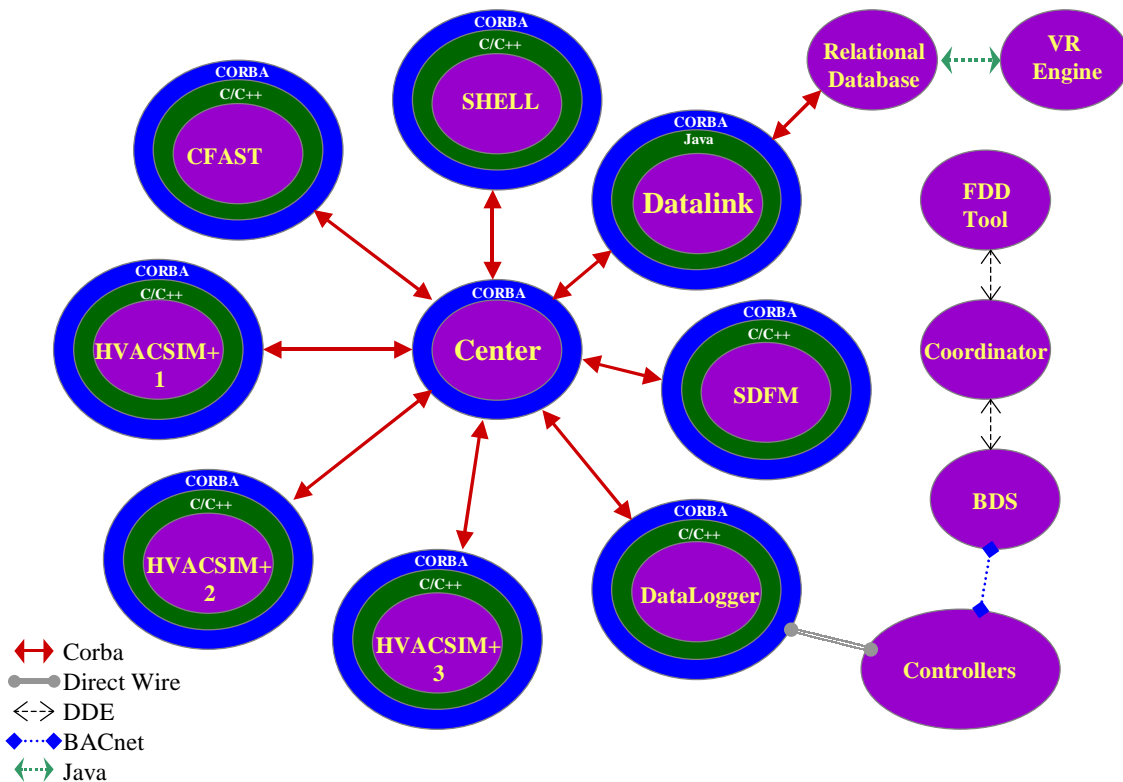 CORBA
C/C++
SHELL
CORBA
C/C++
CFAST
CORBA
Java
Datalink
Relational
Database
VR
Engine
FDD
Tool
CORBA
C/C++
HVACSIM+
1
CORBA
Center
CORBA
C/C++
SDFM
Coordinator
CORBA
C/C++
HVACSIM+
2
CORBA
C/C++
HVACSIM+
3
CORBA
C/C++
DataLogger
BDS
Controllers
Corba
Direct Wire
DDE
BACnet
Java